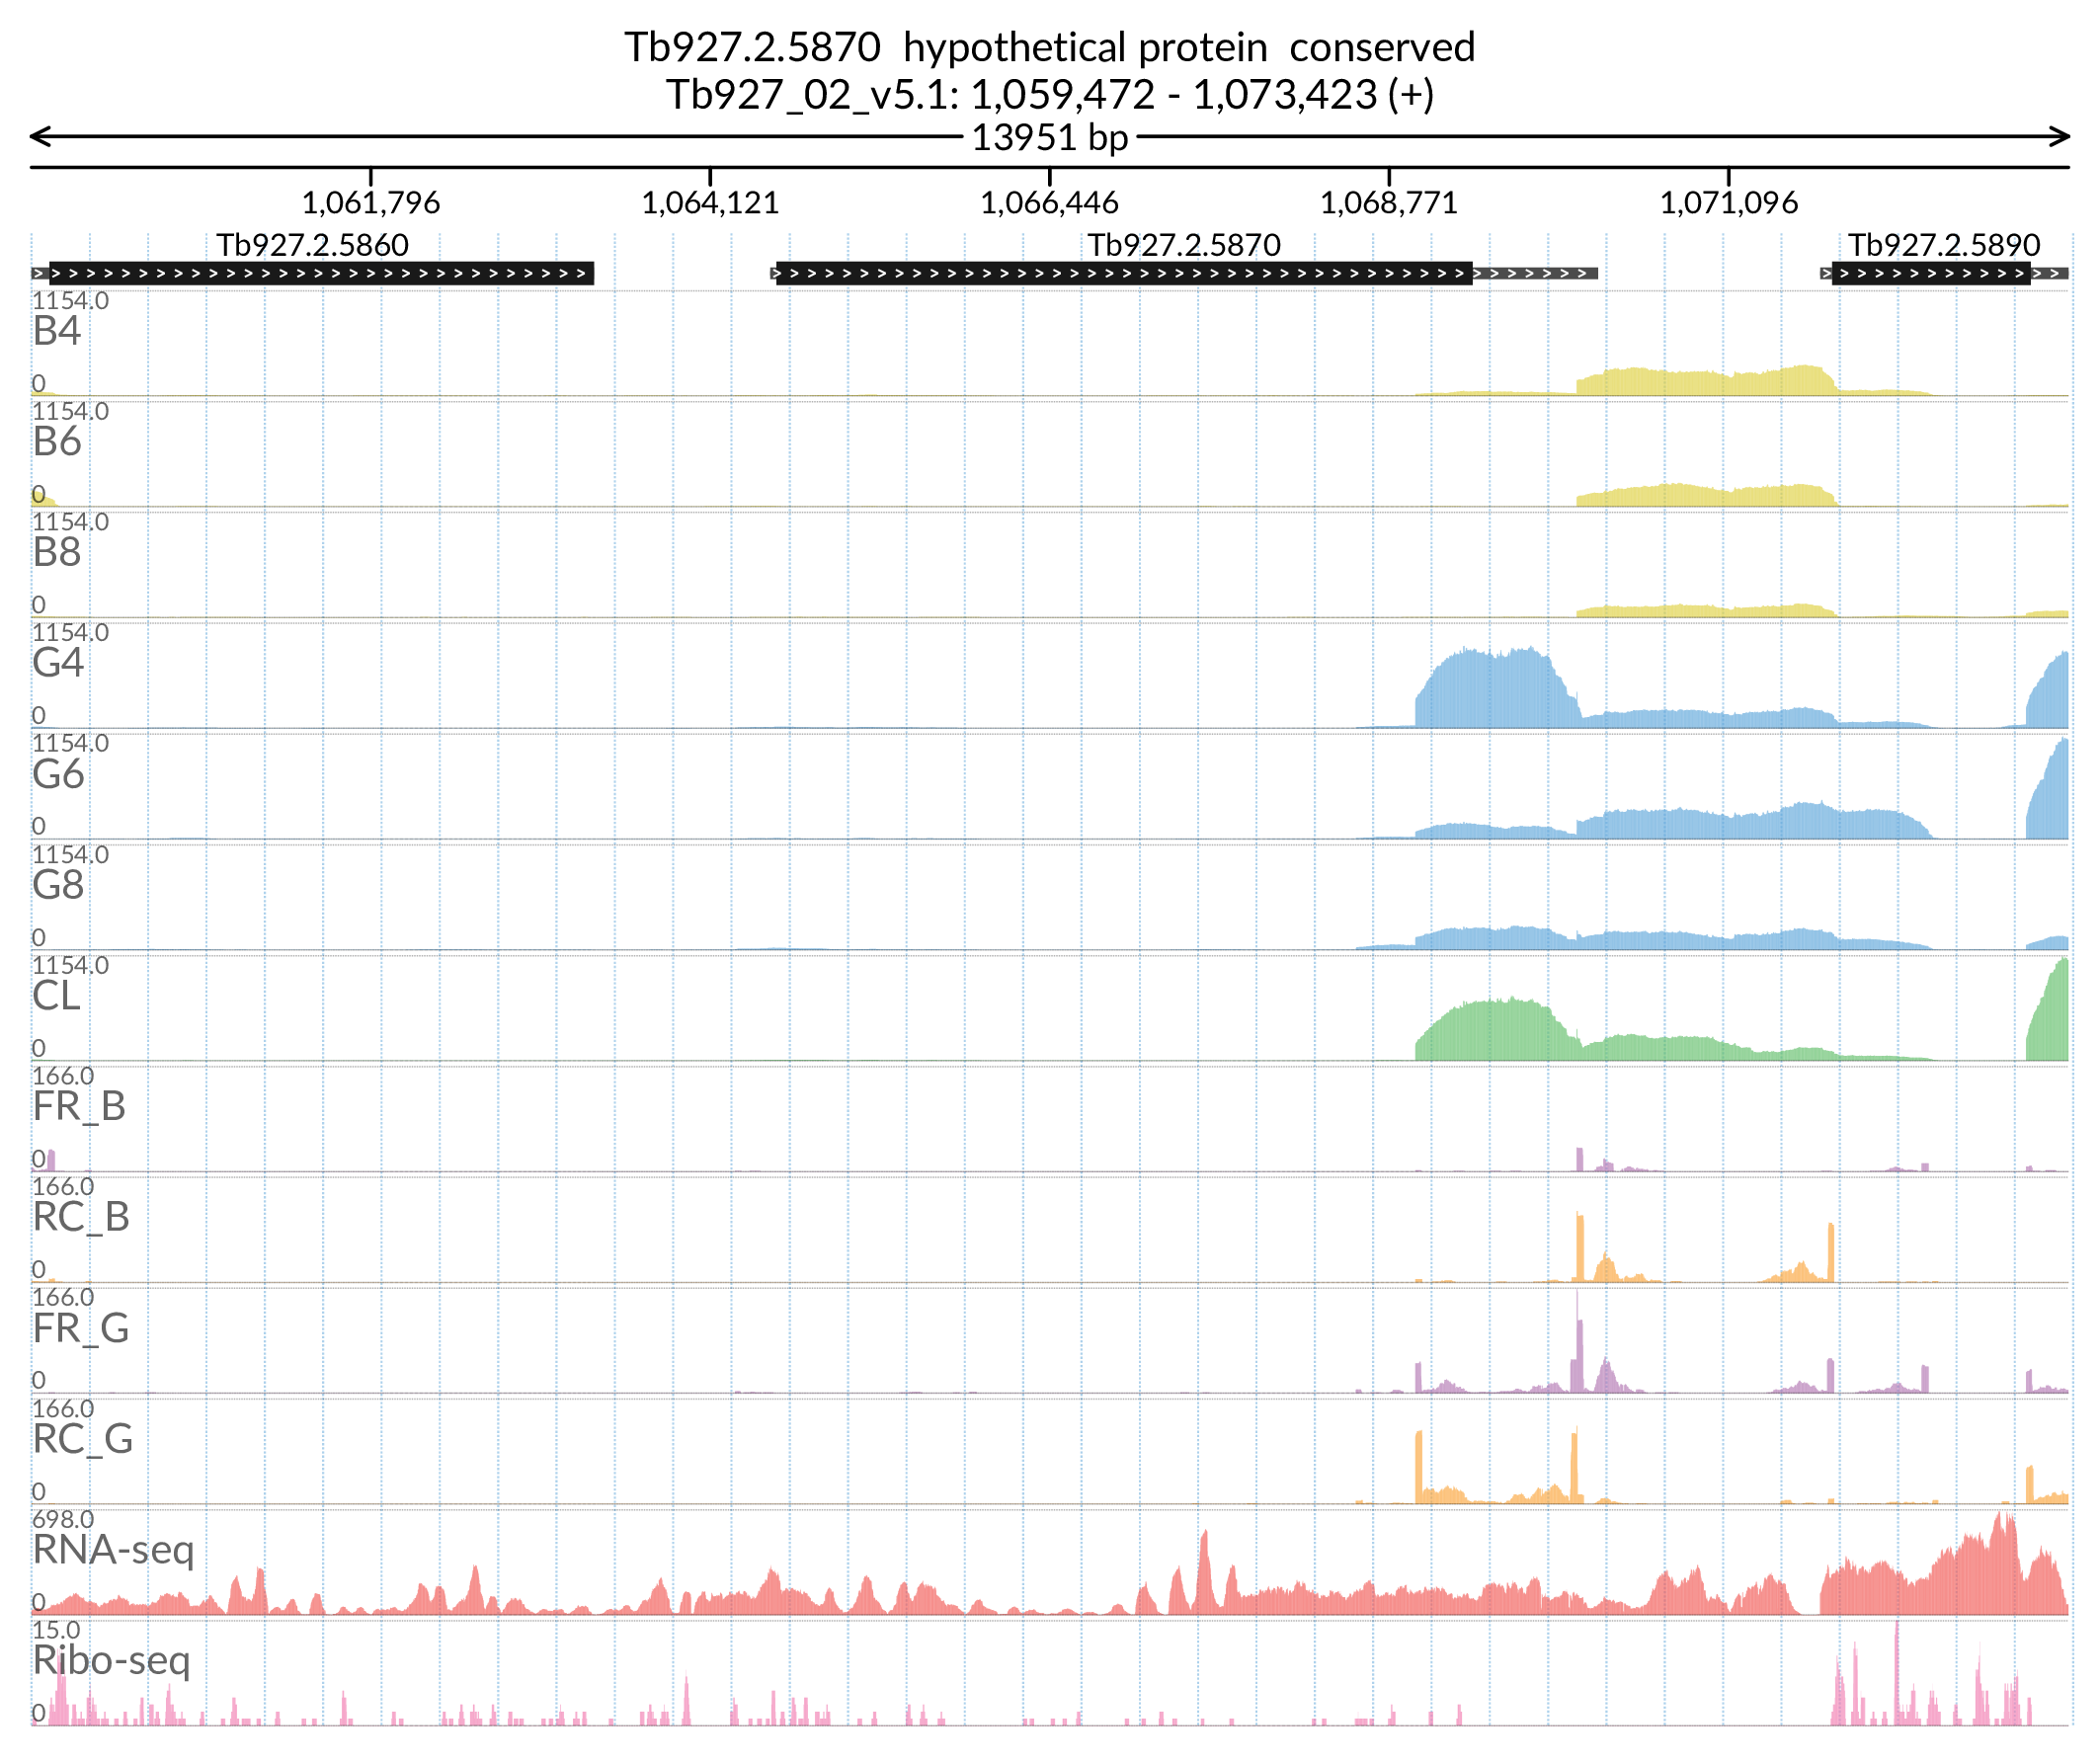 Tb927.2.5870 hypothetical protein conserved
Tb927_02_v5.1: 1,059,472 - 1,073,423 (+)
13951 bp
1,061,796 1,064,121 1,066,446 1,068,771 1,071,096
Tb927.2.5860 Tb927.2.5870 Tb927.2.5890
1154.0
B4
0
1154.0
B6
0
1154.0
B8
0
1154.0
G4
0
1154.0
G6
0
1154.0
G8
0
1154.0
CL
0
166.0
FR_B
0
166.0
RC_B
0
166.0
FR_G
0
166.0
RC_G
0
698.0
RNA-seq
0
15.0
Ribo-seq
0